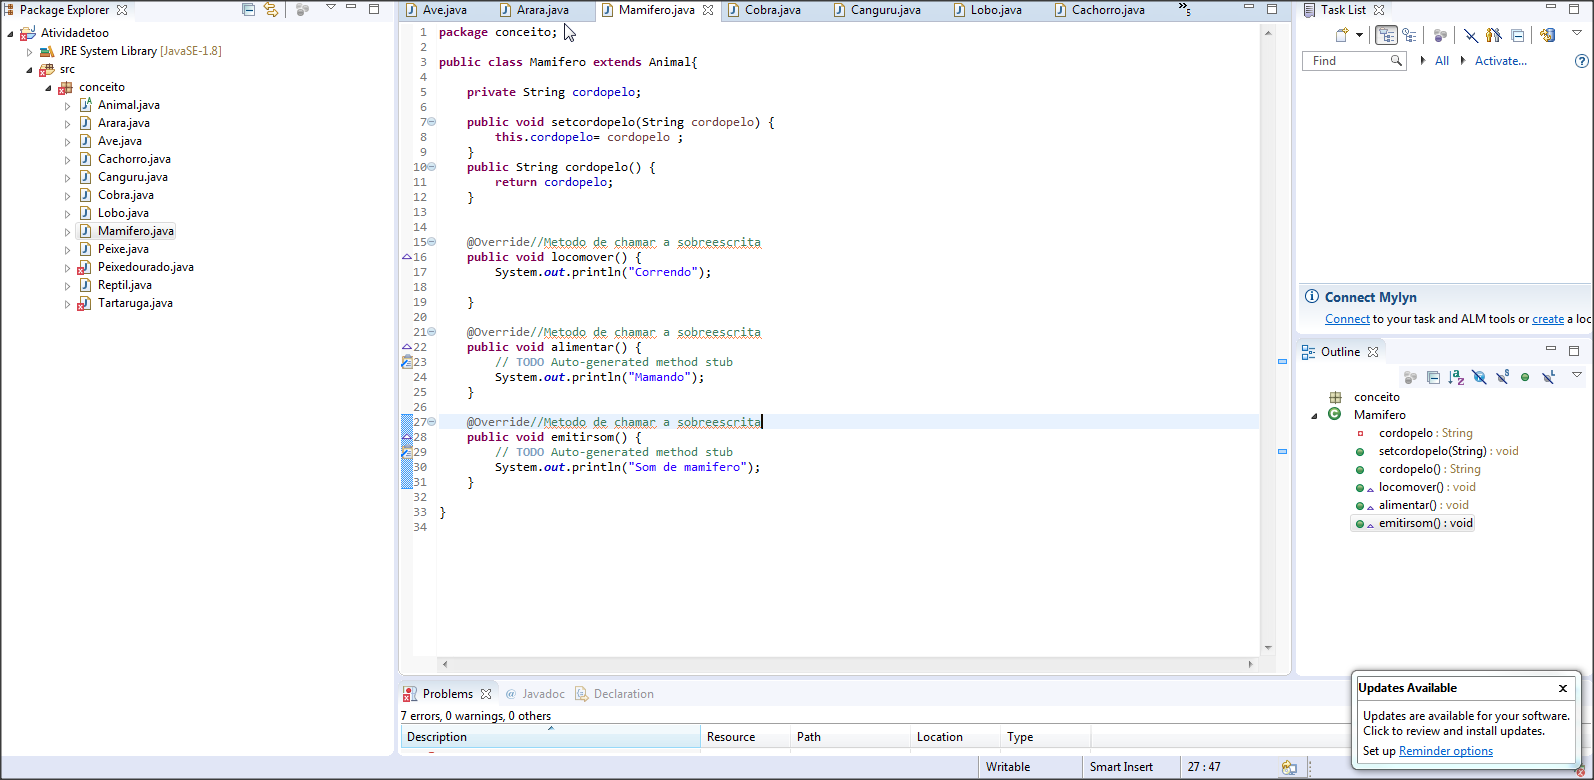 Package Explorer
Atividadetoo
JRE System Library [JavaSE-1.8]
src
conceito
Animal.java
Arara.java
Ave.java
Cachorro.java
Canguru.java
Cobra.java
Lobo.java
Mamifero.java
Peixe.java
Peixedourado.java
Reptil.java
Tartaruga.java
Ave.java Arara.java Mamifero.java Cobra.java Canguru.java Lobo.java Cachorro.java »5
1 package conceito;
2
3 public class Mamifero extends Animal{
4
5 private String cordopelo;
6
7 public void setcordopelo(String cordopelo) {
8 this.cordopelo= cordopelo ;
9 }
10 public String cordopelo() {
11 return cordopelo;
12 }
13
14
15 @Override//Metodo de chamar a sobreescrita
16 public void locomover() {
17 System.out.println("Correndo");
18
19 }
20
21 @Override//Metodo de chamar a sobreescrita
22 public void alimentar() {
23 // TODO Auto-generated method stub
24 System.out.println("Mamando");
25 }
26
27 @Override//Metodo de chamar a sobreescrita
28 public void emitirsom() {
29 // TODO Auto-generated method stub
30 System.out.println("Som de mamifero");
31 }
32
33 }
34
Problems @ Javadoc Declaration
7 errors, 0 warnings, 0 others
Description Resource Path Location Type
Writable Smart Insert 27 : 47
Task List
Find All Activate...
Connect Mylyn
Connect to your task and ALM tools or create a loc
Outline
conceito
Mamifero
cordopelo : String
setcordopelo(String) : void
cordopelo() : String
locomover() : void
alimentar() : void
emitirsom() : void
Updates Available x
Updates are available for your software.
Click to review and install updates.
Set up Reminder options